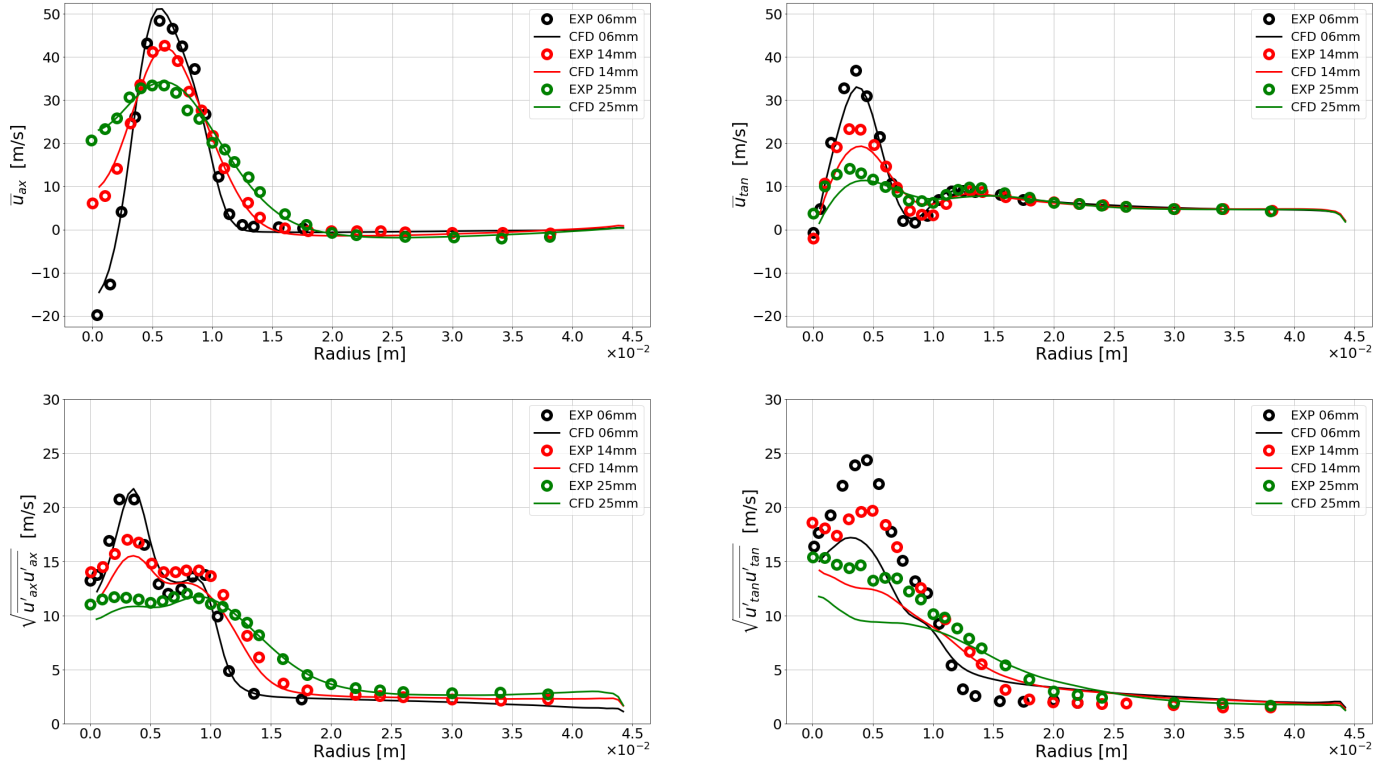 50
40
30
20
10
0
−10
−20
u̅ₐₓ [m/s]
0.0 0.5 1.0 1.5 2.0 2.5 3.0 3.5 4.0 4.5
Radius [m]
×10⁻²
EXP 06mm
CFD 06mm
EXP 14mm
CFD 14mm
EXP 25mm
CFD 25mm
50
40
30
20
10
0
−10
−20
u̅_tan [m/s]
0.0 0.5 1.0 1.5 2.0 2.5 3.0 3.5 4.0 4.5
Radius [m]
×10⁻²
EXP 06mm
CFD 06mm
EXP 14mm
CFD 14mm
EXP 25mm
CFD 25mm
30
25
20
15
10
5
0
√u'ₐₓu'ₐₓ [m/s]
0.0 0.5 1.0 1.5 2.0 2.5 3.0 3.5 4.0 4.5
Radius [m]
×10⁻²
EXP 06mm
CFD 06mm
EXP 14mm
CFD 14mm
EXP 25mm
CFD 25mm
30
25
20
15
10
5
0
√u'_tan u'_tan [m/s]
0.0 0.5 1.0 1.5 2.0 2.5 3.0 3.5 4.0 4.5
Radius [m]
×10⁻²
EXP 06mm
CFD 06mm
EXP 14mm
CFD 14mm
EXP 25mm
CFD 25mm